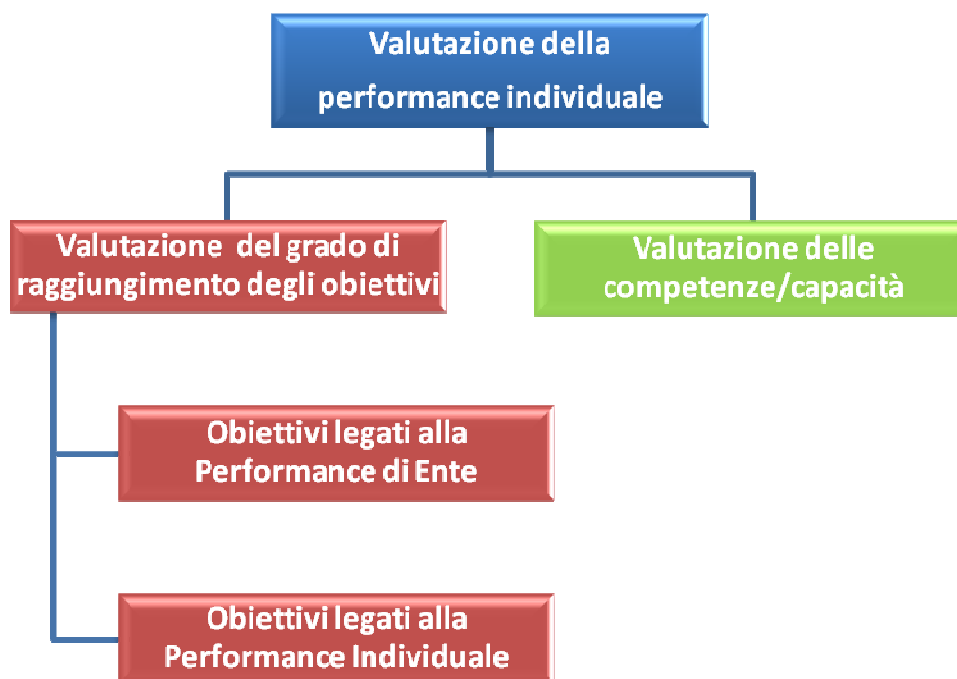 Valutazione della
performance individuale
Valutazione del grado di
raggiungimento degli obiettivi
Valutazione delle
competenze/capacità
Obiettivi legati alla
Performance di Ente
Obiettivi legati alla
Performance Individuale